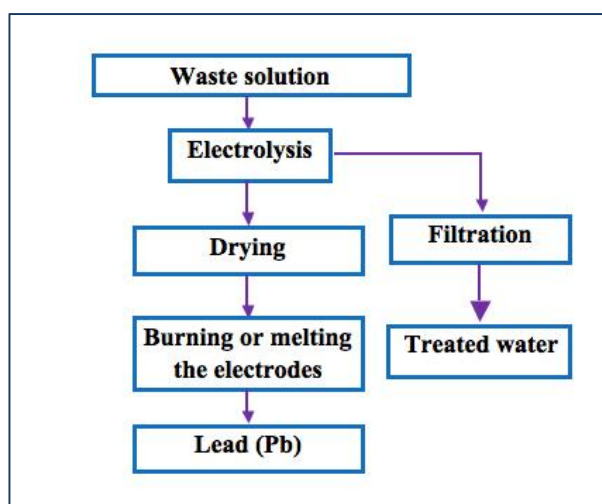 Waste solution
Electrolysis
Drying
Filtration
Burning or melting
the electrodes
Treated water
Lead (Pb)